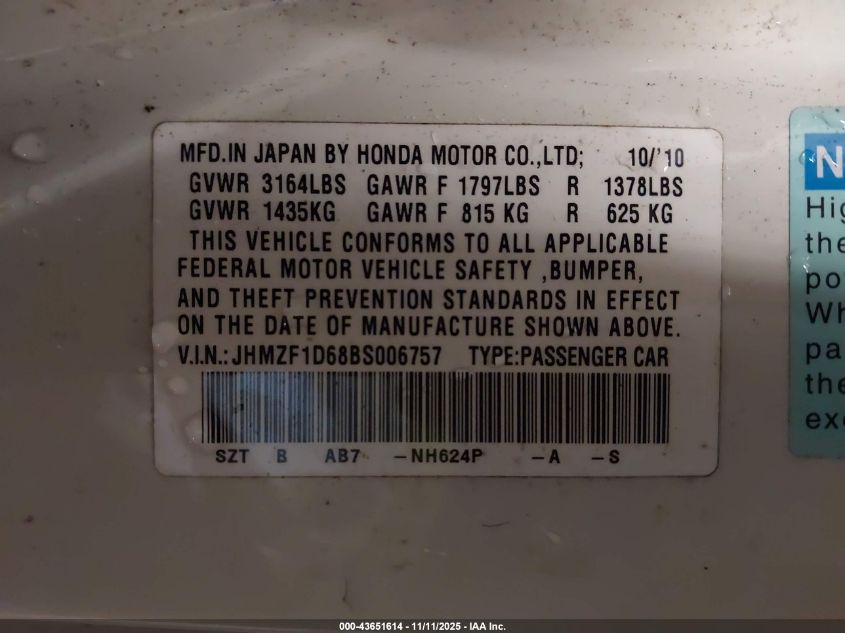 MFD.IN JAPAN BY HONDA MOTOR CO.,LTD; 10/'10
GVWR 3164LBS GAWR F 1797LBS R 1378LBS
GVWR 1435KG GAWR F 815 KG R 625 KG
THIS VEHICLE CONFORMS TO ALL APPLICABLE
FEDERAL MOTOR VEHICLE SAFETY ,BUMPER,
AND THEFT PREVENTION STANDARDS IN EFFECT
ON THE DATE OF MANUFACTURE SHOWN ABOVE.
V.I.N.: JHMZF1D68BS006757 TYPE:PASSENGER CAR
SZT B AB7 –NH624P –A –S
N
Hig
the
po
Wh
pa
the
exc
000-43651614 - 11/11/2025 - IAA Inc.